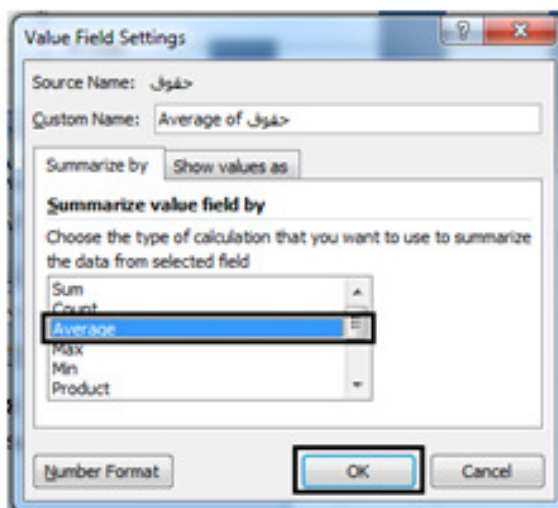 Value Field Settings
Source Name: حقوق
Custom Name: Average of حقوق
Summarize by Show values as
Summarize value field by
Choose the type of calculation that you want to use to summarize
the data from selected field
Sum
Count
Average
Max
Min
Product
Number Format OK Cancel